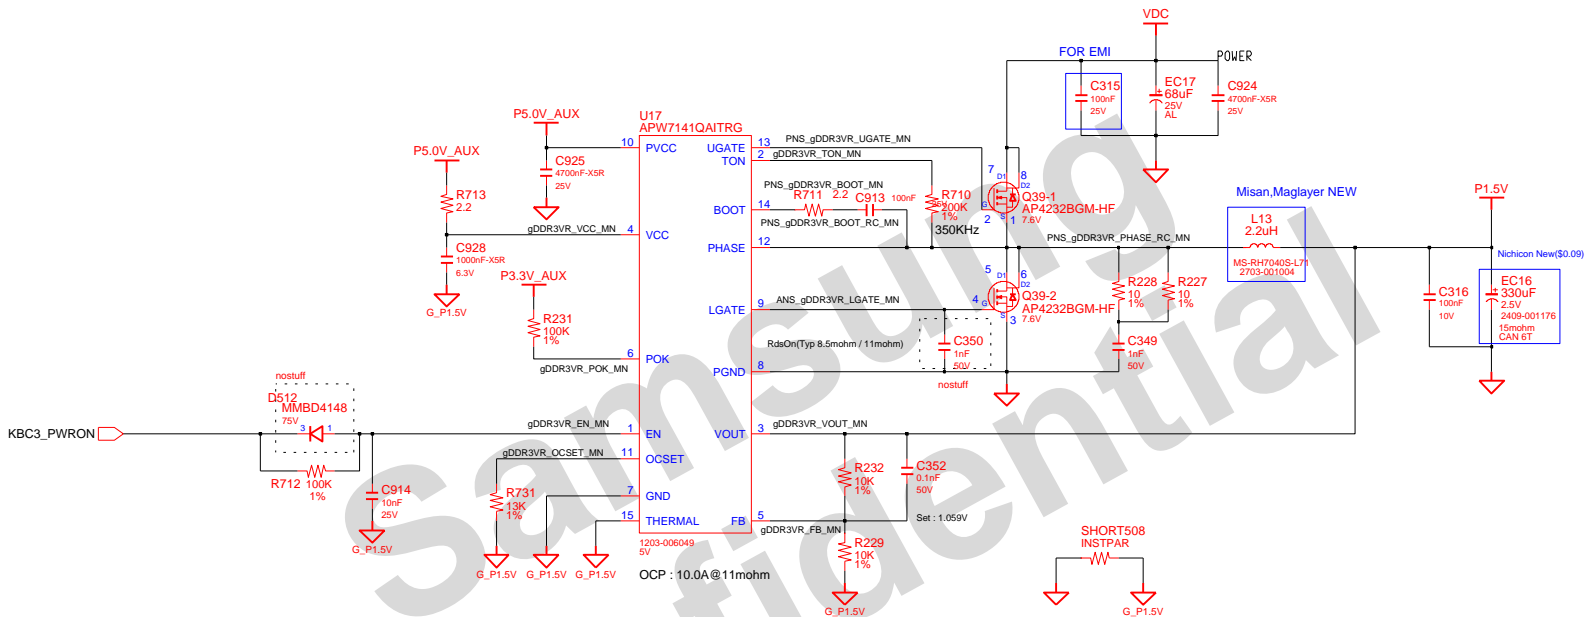 VDC
FOR EMI
POWER
C315
100nF
25V
EC17
68uF
25V
AL
C924
4700nF-X5R
25V
P5.0V_AUX
U17
APW7141QAITRG
10 PVCC
UGATE 13
PNS_gDDR3VR_UGATE_MN
TON 2
gDDR3VR_TON_MN
P5.0V_AUX
C925
4700nF-X5R
25V
R713
2.2
PNS_gDDR3VR_BOOT_MN
R711 2.2
C913 100nF
BOOT 14
PNS_gDDR3VR_BOOT_RC_MN
R710
200K
1%
350KHz
7 D1
8 D2
G
2
S 1
Q39-1
AP4232BGM-HF
7.6V
Misan,Maglayer NEW
L13
2.2uH
MS-RH7040S-L71
2703-001004
P1.5V
gDDR3VR_VCC_MN
4 VCC
C928
1000nF-X5R
6.3V
G_P1.5V
PHASE 12
PNS_gDDR3VR_PHASE_RC_MN
Nichicon New($0.09)
P3.3V_AUX
R231
100K
1%
5 D1
6 D2
4 G
S
3
Q39-2
AP4232BGM-HF
7.6V
R228
10
1%
R227
10
1%
C316
100nF
10V
EC16
330uF
2.5V
2409-001176
15mohm
CAN 6T
LGATE 9
ANS_gDDR3VR_LGATE_MN
RdsOn(Typ 8.5mohm / 11mohm)
C350
1nF
50V
nostuff
C349
1nF
50V
6 POK
gDDR3VR_POK_MN
PGND 8
nostuff
D512
MMBD4148
75V
3 1
KBC3_PWRON
gDDR3VR_EN_MN
1 EN
VOUT 3
gDDR3VR_VOUT_MN
R712 100K
1%
C914
10nF
25V
G_P1.5V
gDDR3VR_OCSET_MN
11 OCSET
R731
13K
1%
G_P1.5V
7 GND
G_P1.5V
15 THERMAL
G_P1.5V
R232
10K
1%
C352
0.1nF
50V
FB 5
gDDR3VR_FB_MN
Set : 1.059V
R229
10K
1%
G_P1.5V
1203-006049
5V
OCP : 10.0A@11mohm
SHORT508
INSTPAR
G_P1.5V
Samsung
fidential